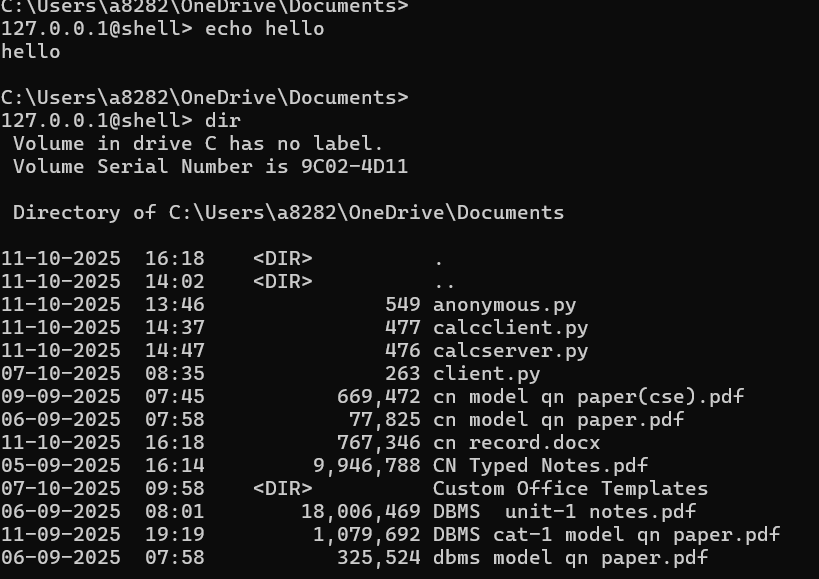 C:\Users\a8282\OneDrive\Documents>
127.0.0.1@shell> echo hello
hello
C:\Users\a8282\OneDrive\Documents>
127.0.0.1@shell> dir
 Volume in drive C has no label.
 Volume Serial Number is 9C02-4D11
 Directory of C:\Users\a8282\OneDrive\Documents
11-10-2025  16:18    <DIR>          .
11-10-2025  14:02    <DIR>          ..
11-10-2025  13:46               549 anonymous.py
11-10-2025  14:37               477 calcclient.py
11-10-2025  14:47               476 calcserver.py
07-10-2025  08:35               263 client.py
09-09-2025  07:45           669,472 cn model qn paper(cse).pdf
06-09-2025  07:58            77,825 cn model qn paper.pdf
11-10-2025  16:18           767,346 cn record.docx
05-09-2025  16:14         9,946,788 CN Typed Notes.pdf
07-10-2025  09:58    <DIR>          Custom Office Templates
06-09-2025  08:01        18,006,469 DBMS  unit-1 notes.pdf
11-09-2025  19:19         1,079,692 DBMS cat-1 model qn paper.pdf
06-09-2025  07:58           325,524 dbms model qn paper.pdf